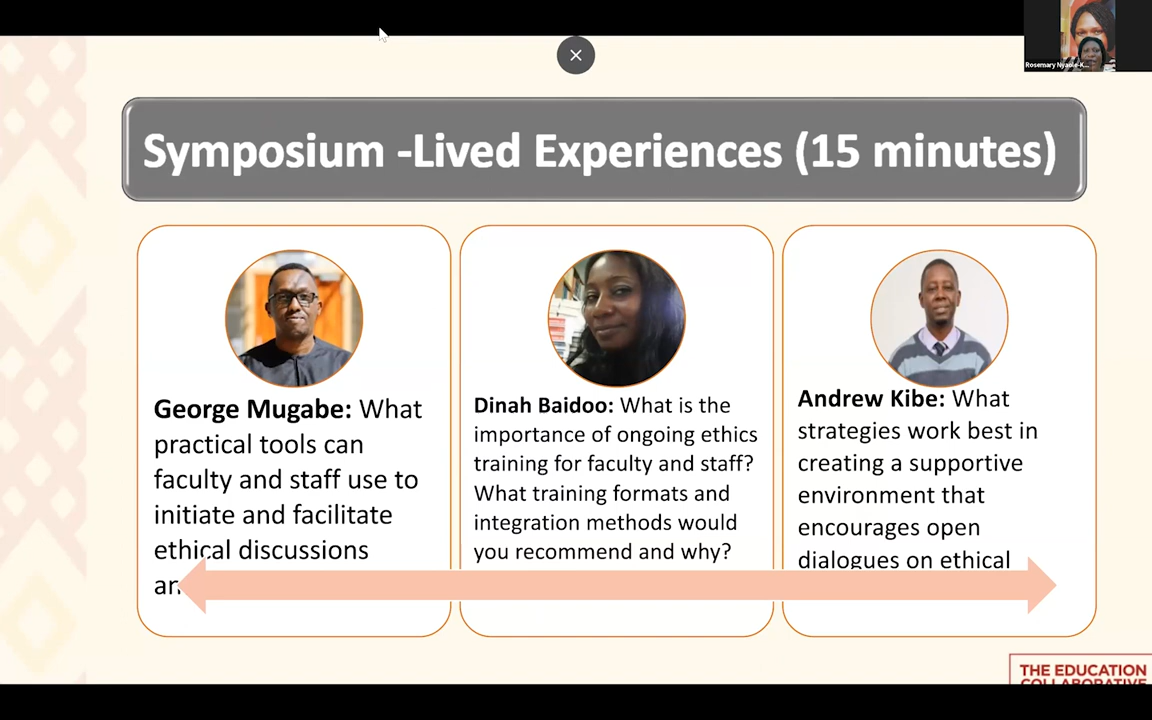 Rosemary Nyaole-K...
Symposium -Lived Experiences (15 minutes)
George Mugabe: What
practical tools can
faculty and staff use to
initiate and facilitate
ethical discussions
Dinah Baidoo: What is the
importance of ongoing ethics
training for faculty and staff?
What training formats and
integration methods would
you recommend and why?
Andrew Kibe: What
strategies work best in
creating a supportive
environment that
encourages open
dialogues on ethical
THE EDUCATION
COLLABORATIVE